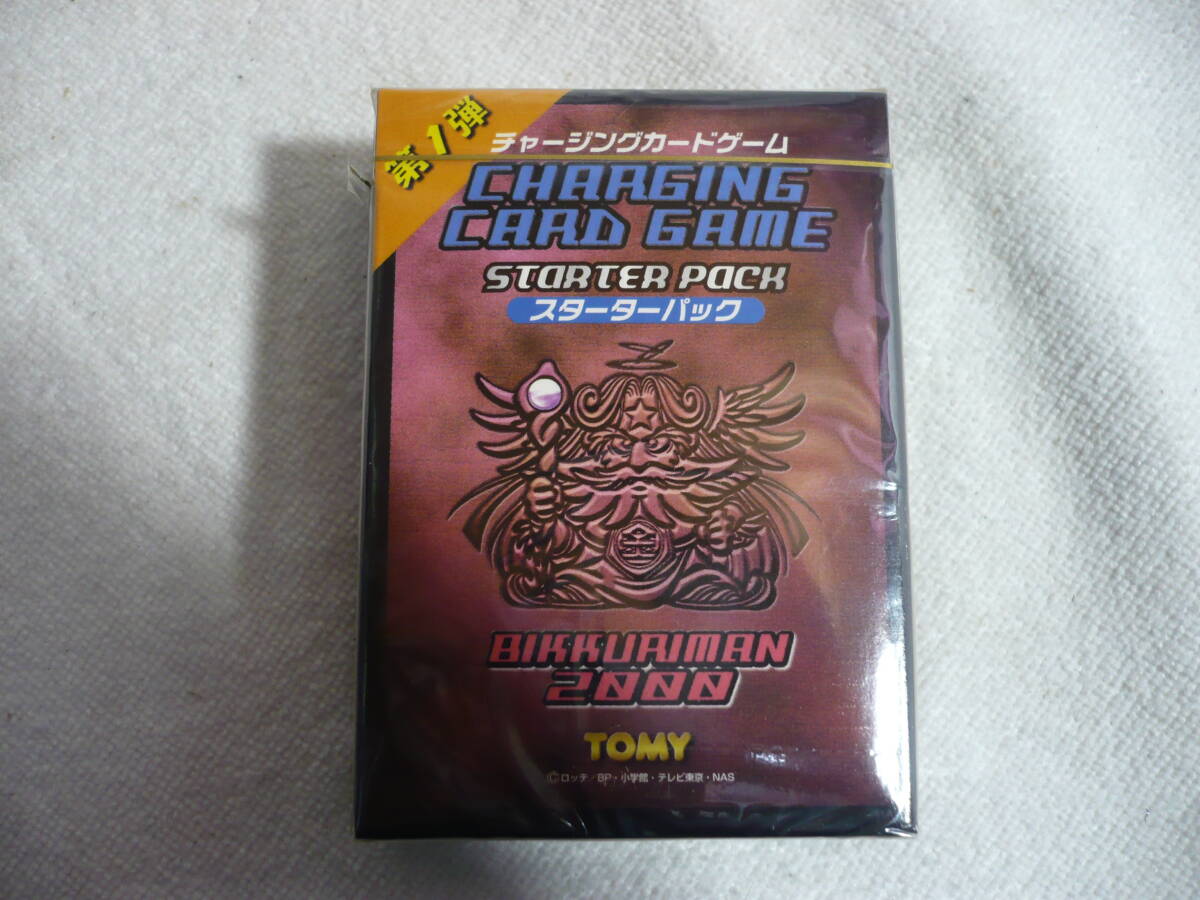 第1弾
チャージングカードゲーム
CHARGING
CARD GAME
STARTER PACK
スターターパック
BIKKURIMAN
2000
TOMY
©ロッテ/BP・小学館・テレビ東京・NAS